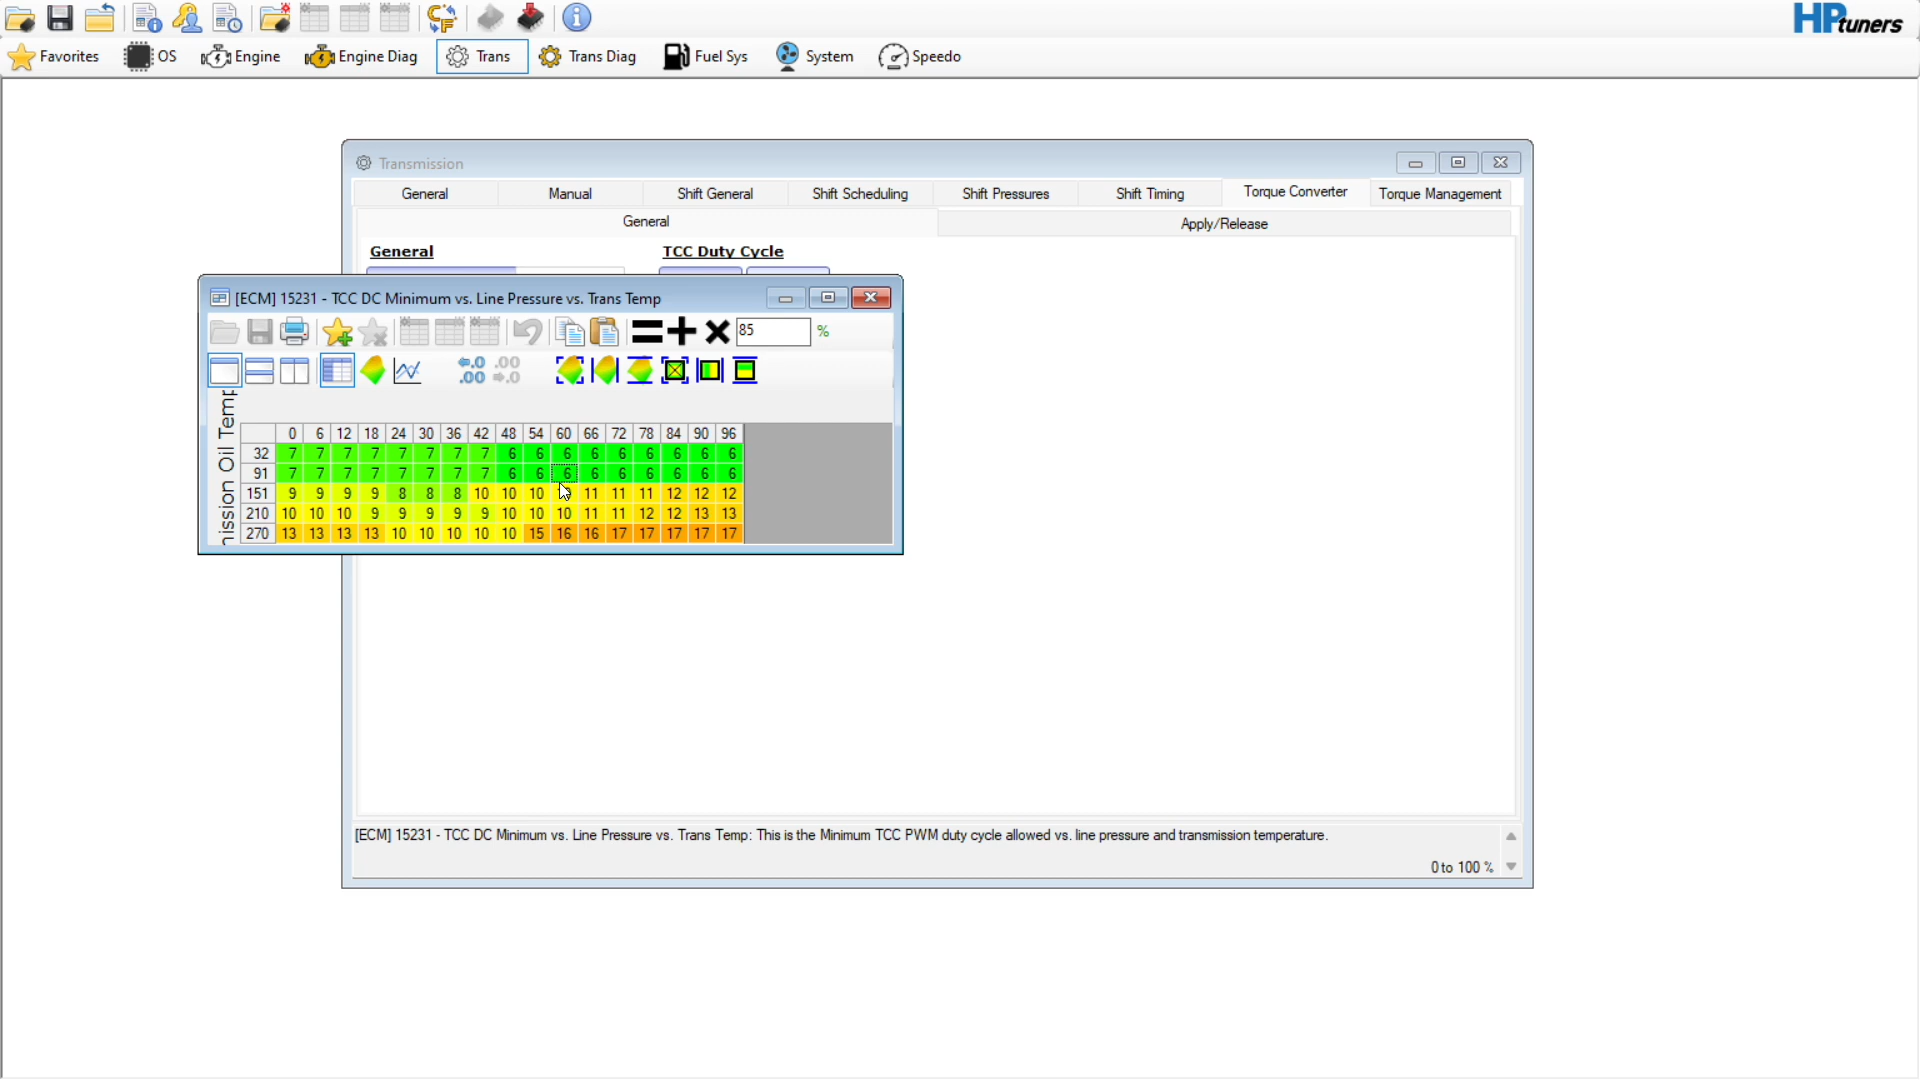 HPtuners
Favorites OS Engine Engine Diag Trans Trans Diag Fuel Sys System Speedo
Transmission
General Manual Shift General Shift Scheduling Shift Pressures Shift Timing Torque Converter Torque Management
General Apply/Release
General TCC Duty Cycle
[ECM] 15231 - TCC DC Minimum vs. Line Pressure vs. Trans Temp
85 %
.0 .00
.00 .0
0 6 12 18 24 30 36 42 48 54 60 66 72 78 84 90 96
32 7 7 7 7 7 7 7 7 6 6 6 6 6 6 6 6 6
91 7 7 7 7 7 7 7 7 6 6 6 6 6 6 6 6 6
151 9 9 9 9 8 8 8 10 10 10 11 11 11 12 12 12
210 10 10 10 9 9 9 9 9 10 10 10 11 11 12 12 13 13
270 13 13 13 13 10 10 10 10 10 15 16 16 17 17 17 17 17
Oil Temp
[ECM] 15231 - TCC DC Minimum vs. Line Pressure vs. Trans Temp: This is the Minimum TCC PWM duty cycle allowed vs. line pressure and transmission temperature.
0 to 100 %